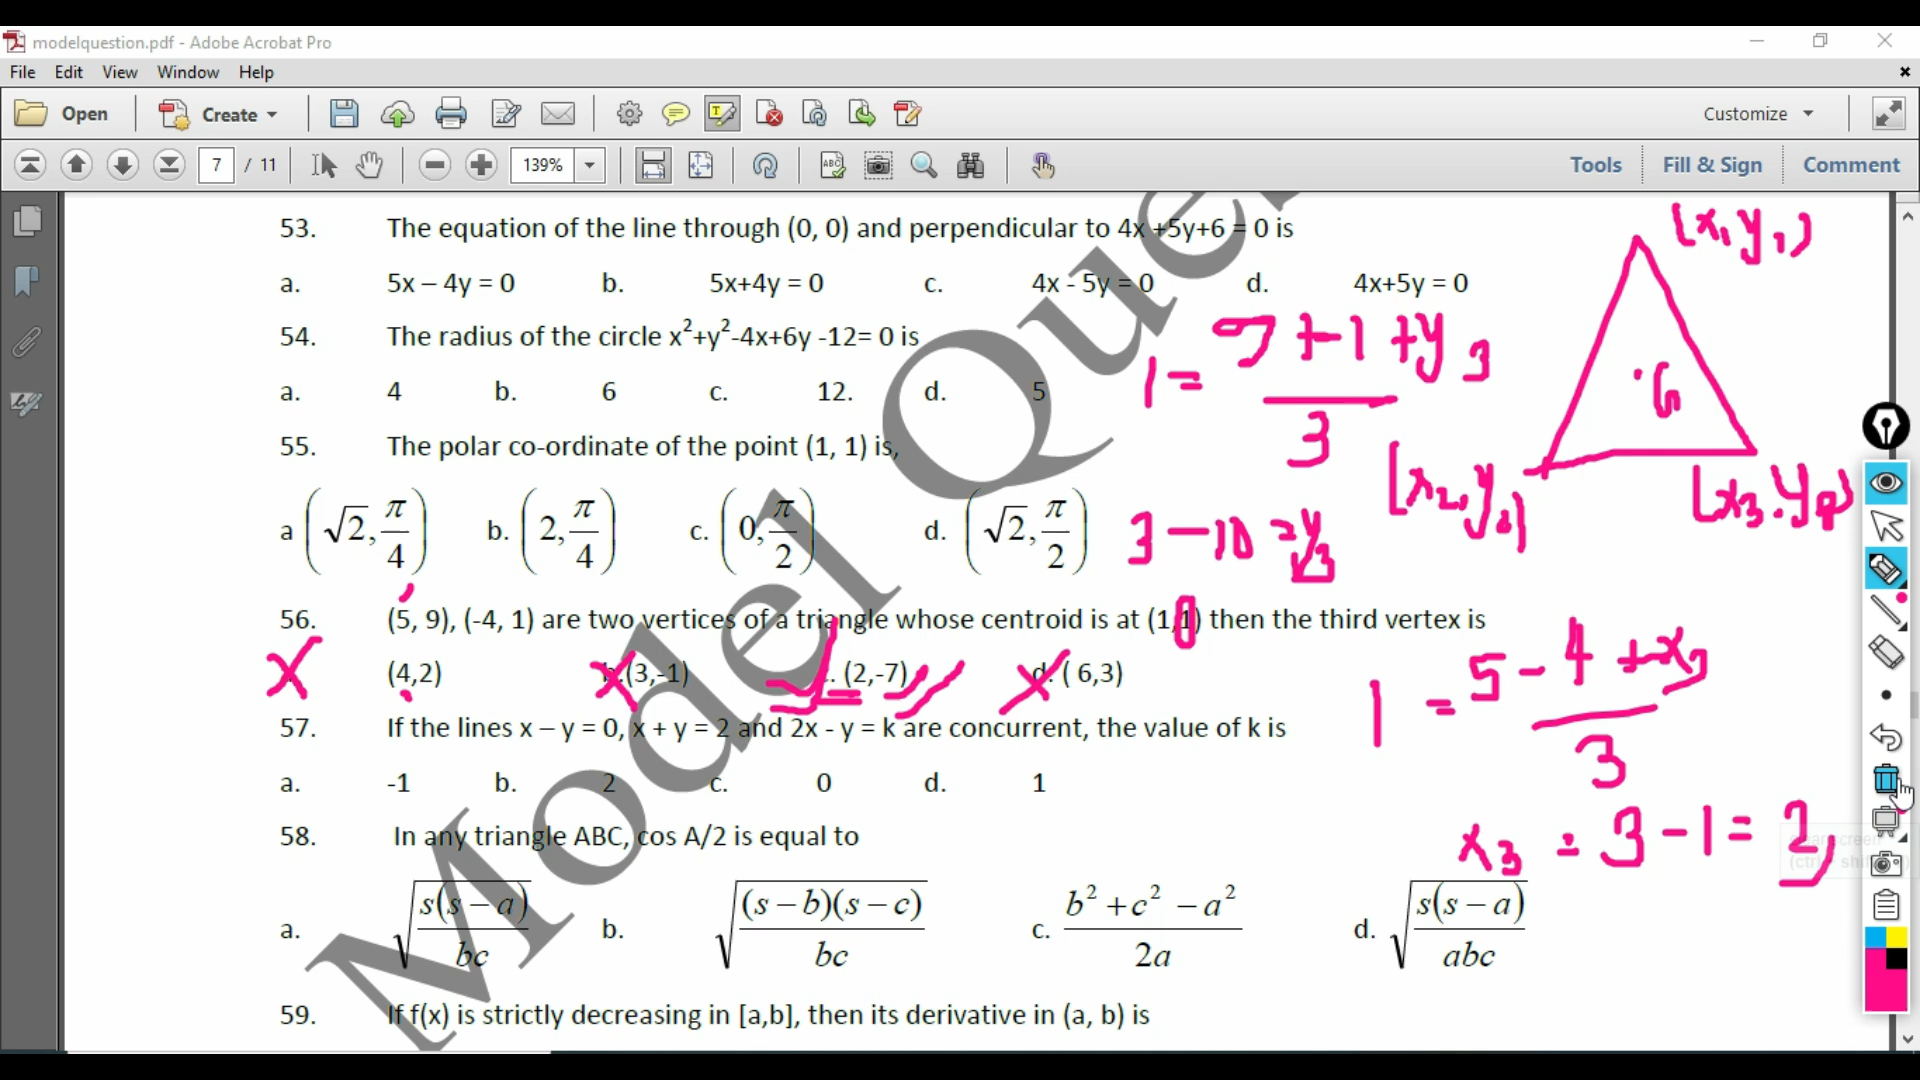 modelquestion.pdf - Adobe Acrobat Pro
File Edit View Window Help
Open Create Customize
7 / 11 139% Tools Fill & Sign Comment
Model Que
53. The equation of the line through (0, 0) and perpendicular to 4x +5y+6 = 0 is
a. 5x – 4y = 0 b. 5x+4y = 0 c. 4x - 5y = 0 d. 4x+5y = 0
54. The radius of the circle x²+y²-4x+6y -12= 0 is
a. 4 b. 6 c. 12. d. 5
55. The polar co-ordinate of the point (1, 1) is,
a (√2, π/4) b. (2, π/4) c. (0, π/2) d. (√2, π/2)
56. (5, 9), (-4, 1) are two vertices of a triangle whose centroid is at (1,1) then the third vertex is
(4,2) b.(3,-1) c. (2,-7) d. ( 6,3)
57. If the lines x – y = 0, x + y = 2 and 2x - y = k are concurrent, the value of k is
a. -1 b. 2 c. 0 d. 1
58. In any triangle ABC, cos A/2 is equal to
a. √(s(s − a)/bc) b. √((s − b)(s − c)/bc) c. (b² + c² − a²)/2a d. √(s(s − a)/abc)
59. If f(x) is strictly decreasing in [a,b], then its derivative in (a, b) is
(x₁ y₁)
G
1 = 9 + 1 + y₃ / 3
3 - 10 = y₃
1 = 5 - 4 + x₃ / 3
x₃ = 3 - 1 = 2,